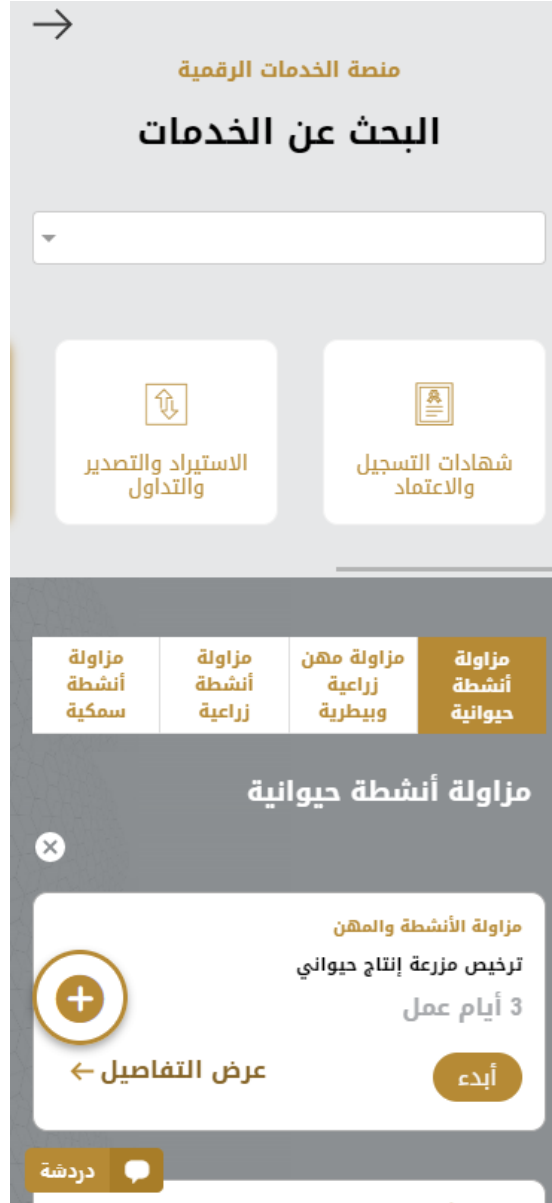 منصة الخدمات الرقمية
البحث عن الخدمات
شهادات التسجيل
والاعتماد
الاستيراد والتصدير
والتداول
مزاولة
أنشطة
حيوانية
مزاولة مهن
زراعية
وبيطرية
مزاولة
أنشطة
زراعية
مزاولة
أنشطة
سمكية
مزاولة أنشطة حيوانية
مزاولة الأنشطة والمهن
ترخيص مزرعة إنتاج حيواني
3 أيام عمل
أبدء
عرض التفاصيل
دردشة